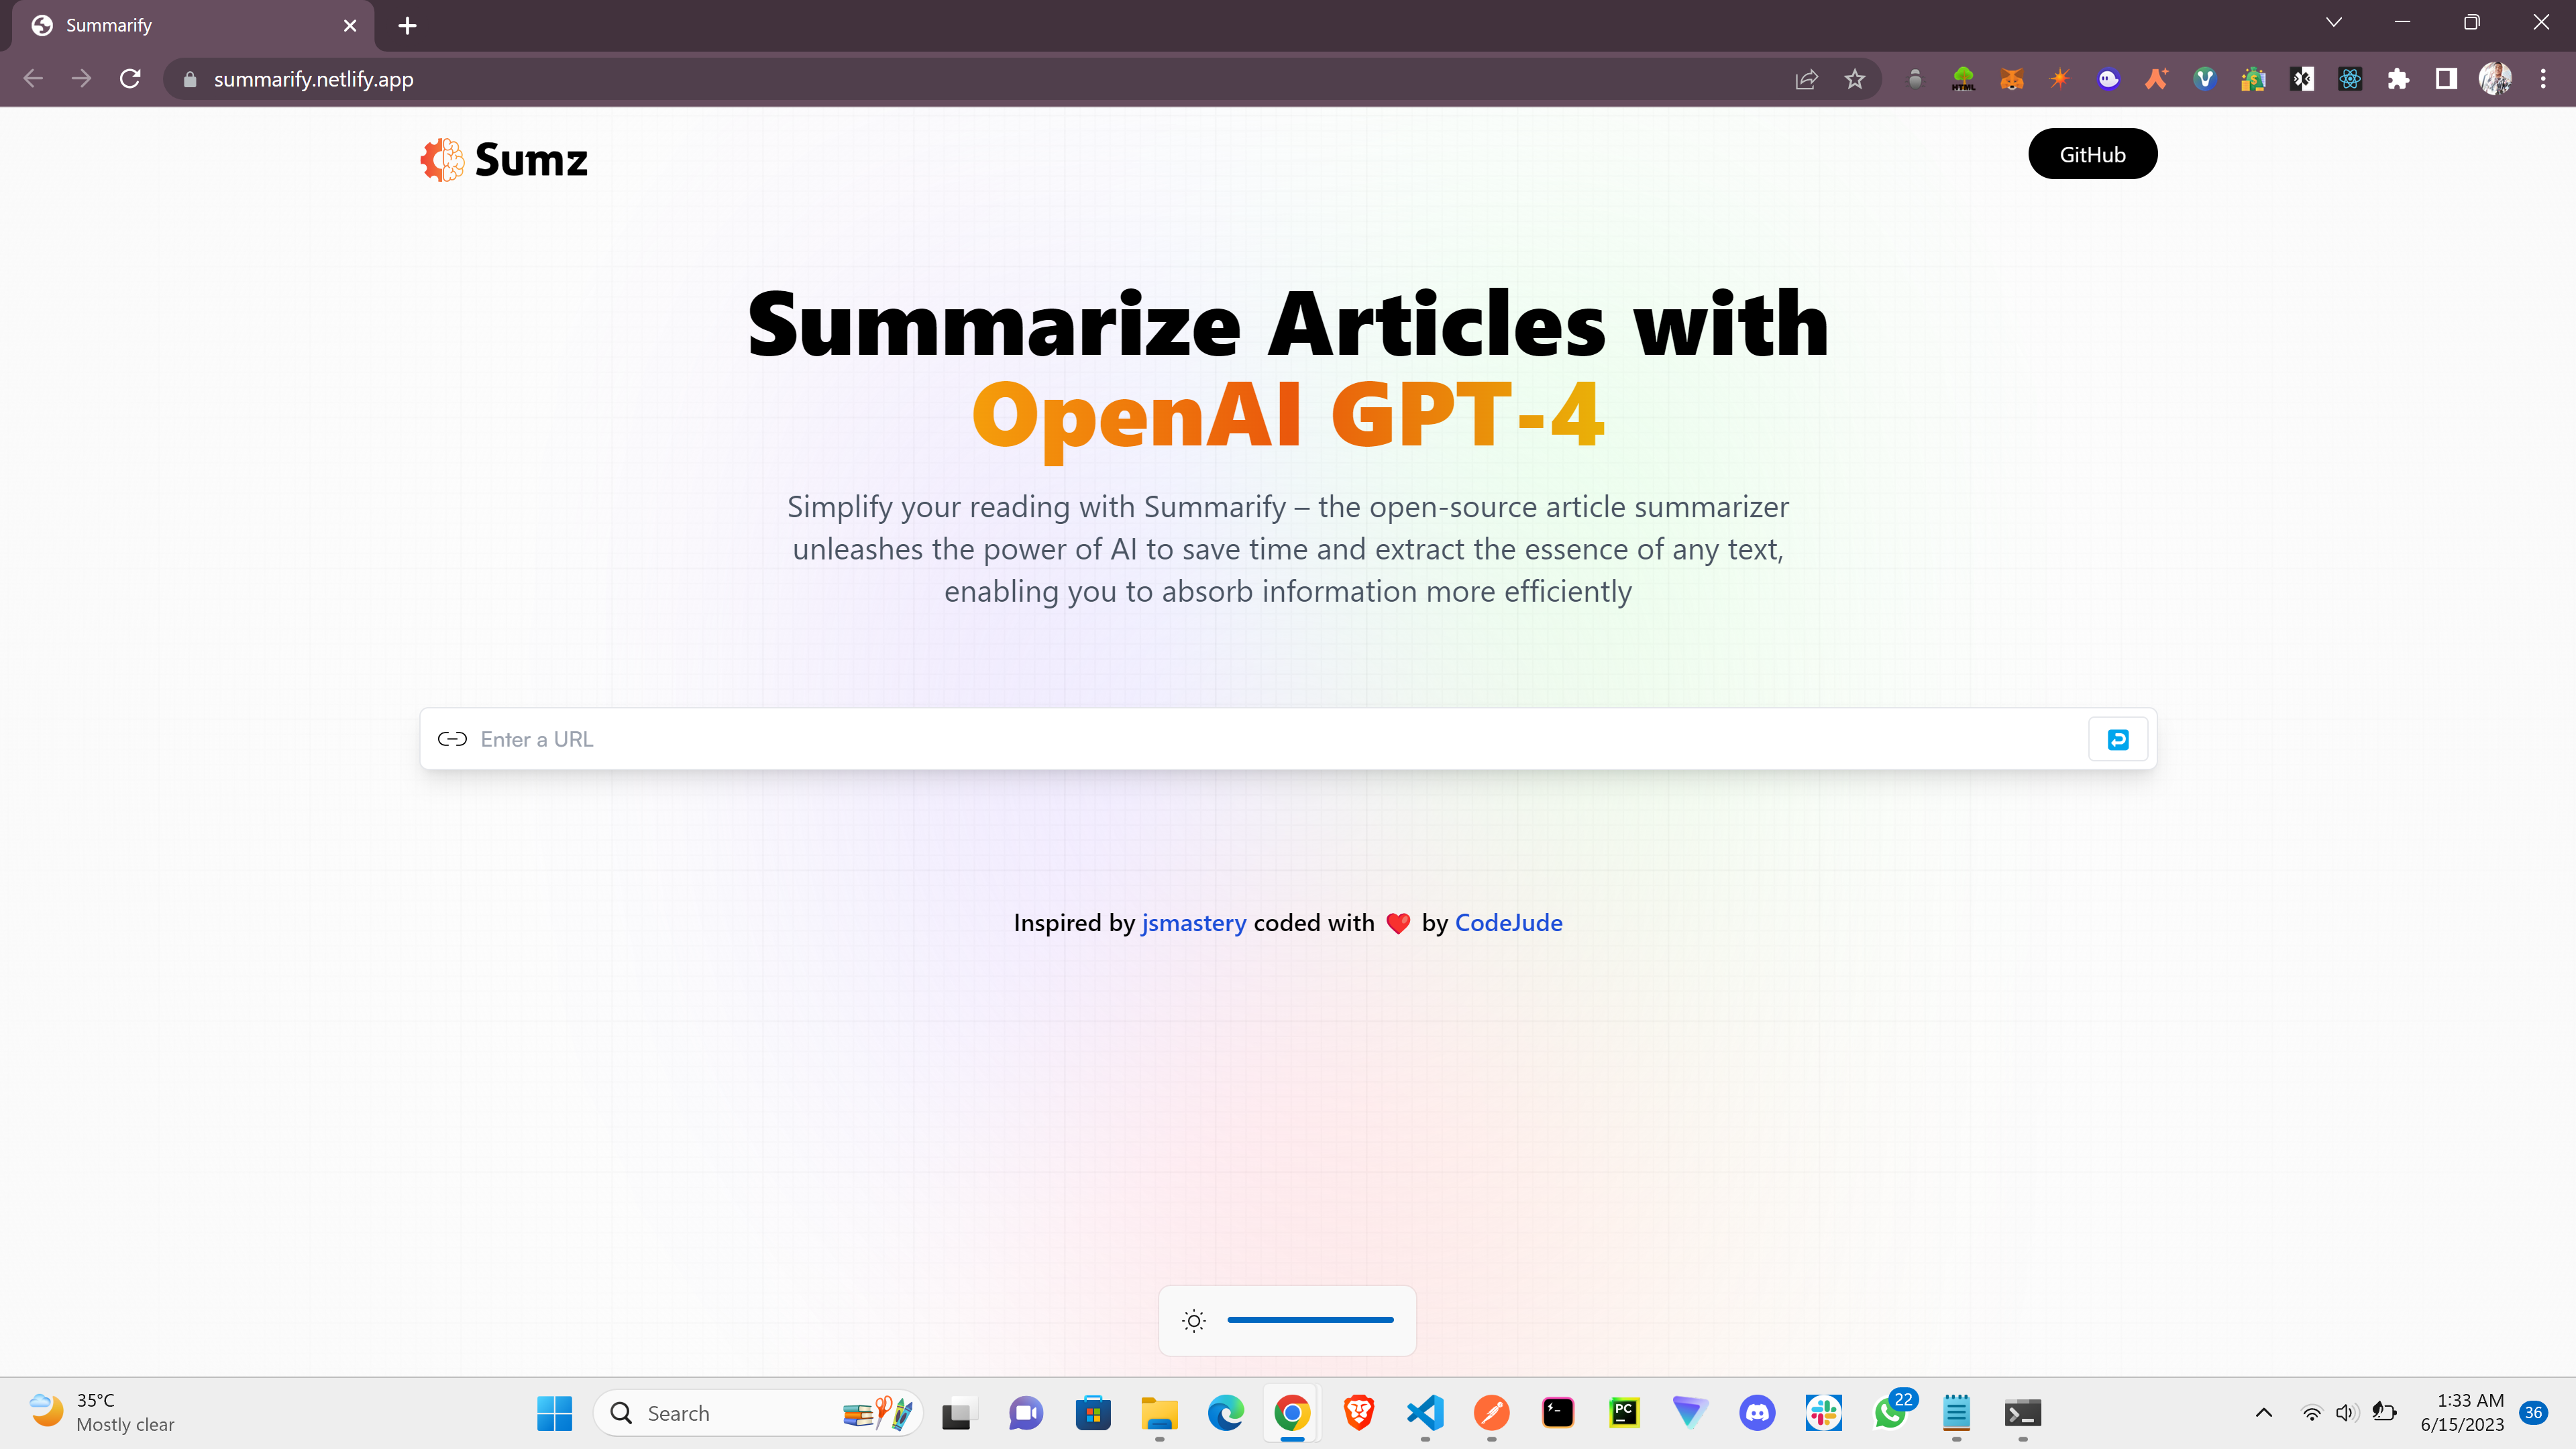 Summarify
summarify.netlify.app
HTML
Sumz
GitHub
Summarize Articles with
OpenAI GPT-4
Simplify your reading with Summarify – the open-source article summarizer
unleashes the power of AI to save time and extract the essence of any text,
enabling you to absorb information more efficiently
Enter a URL
Inspired by jsmastery coded with ❤️ by CodeJude
35°C
Mostly clear
Search
PC
22
1:33 AM
6/15/2023
36